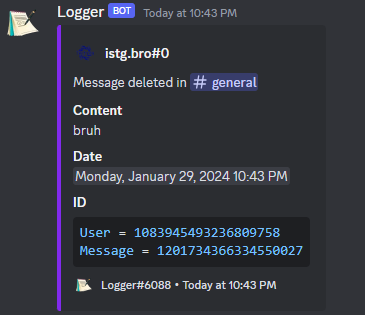 Logger BOT Today at 10:43 PM
istg.bro#0
Message deleted in # general
Content
bruh
Date
Monday, January 29, 2024 10:43 PM
ID
User = 1083945493236809758
Message = 1201734366334550027
Logger#6088 • Today at 10:43 PM